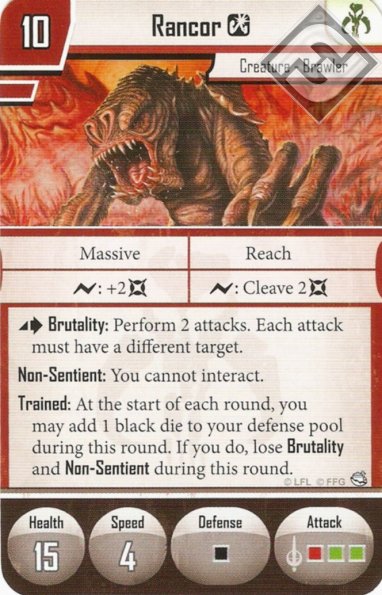 10
Rancor
Creature - Brawler
Massive
Reach
: +2
: Cleave 2
Brutality: Perform 2 attacks. Each attack
must have a different target.
Non-Sentient: You cannot interact.
Trained: At the start of each round, you
may add 1 black die to your defense pool
during this round. If you do, lose Brutality
and Non-Sentient during this round.
© LFL © FFG
Health
Speed
Defense
Attack
15
4